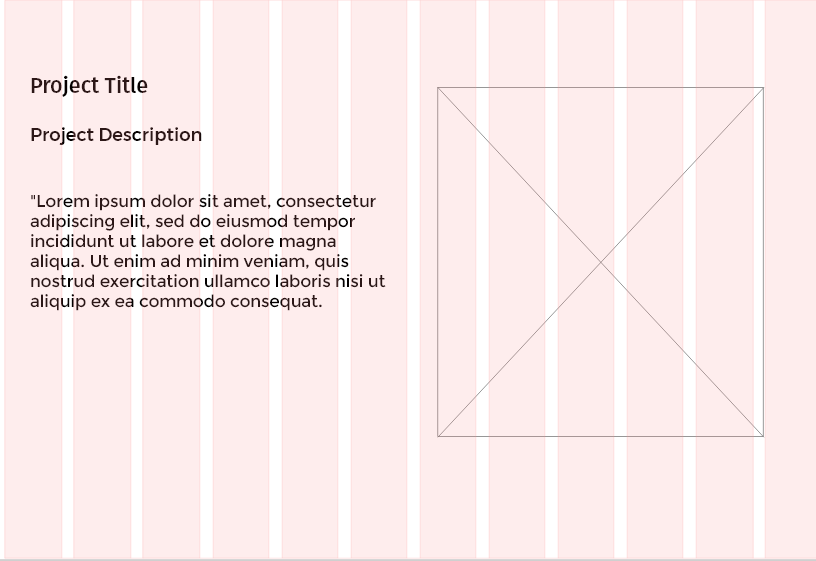 Project Title
Project Description
"Lorem ipsum dolor sit amet, consectetur
adipiscing elit, sed do eiusmod tempor
incididunt ut labore et dolore magna
aliqua. Ut enim ad minim veniam, quis
nostrud exercitation ullamco laboris nisi ut
aliquip ex ea commodo consequat.